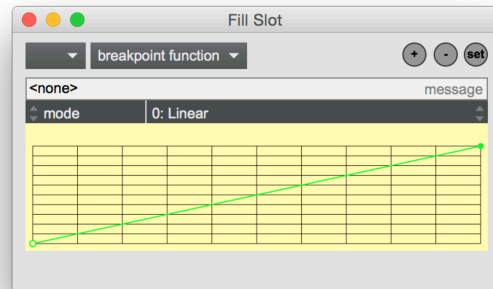 Fill Slot
breakpoint function
+ - set
<none> message
mode 0: Linear